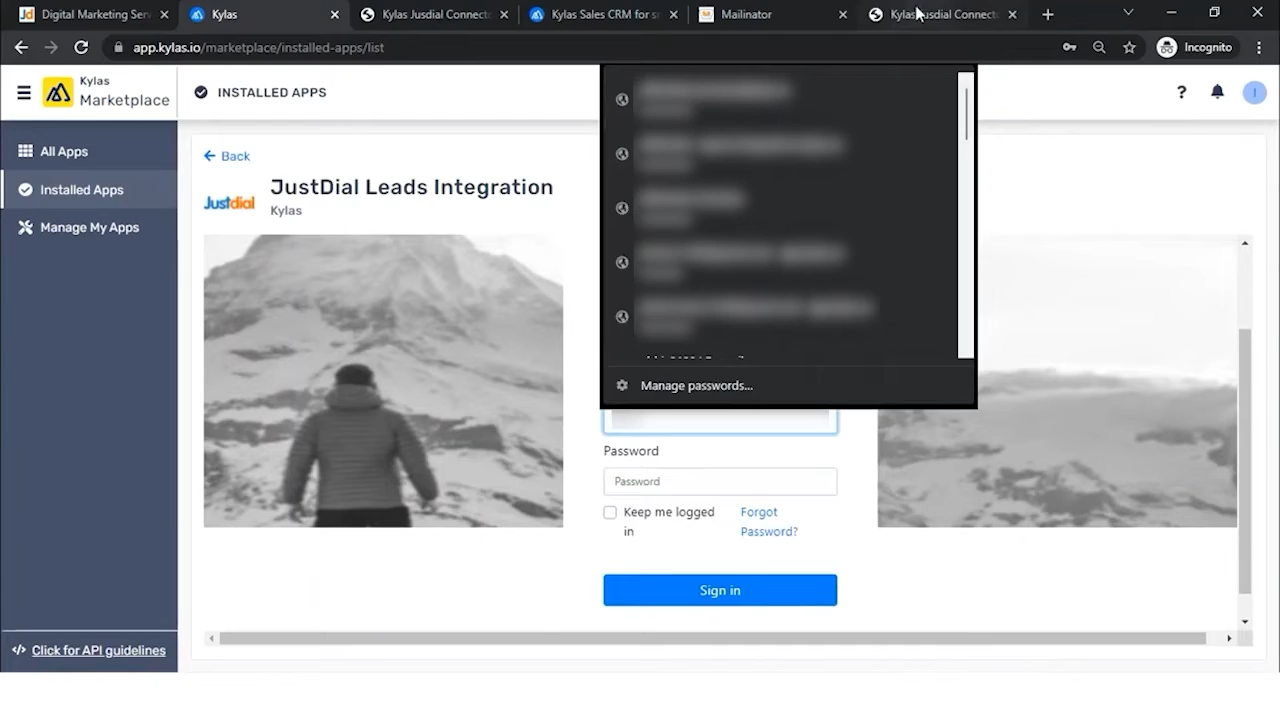 Digital Marketing Serv
Kylas
Kylas Jusdial Connecto
Kylas Sales CRM for s
Mailinator
Kylas Jusdial Connecto
app.kylas.io/marketplace/installed-apps/list
Incognito
Kylas
Marketplace
INSTALLED APPS
?
I
All Apps
Installed Apps
Manage My Apps
Click for API guidelines
Back
Justdial
JustDial Leads Integration
Kylas
Manage passwords...
Password
Password
Keep me logged
in
Forgot
Password?
Sign in